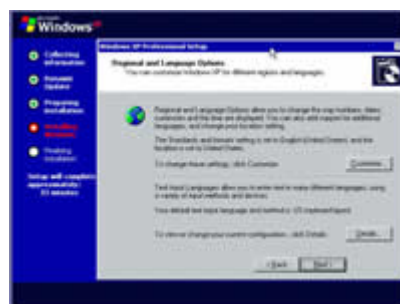 Microsoft
Windows xp
Collecting
information
Dynamic
Update
Preparing
installation
Installing
Windows
Finalizing
installation
Setup will complete
approximately:
33 minutes
Windows XP Professional Setup
Regional and Language Options
You can customize Windows XP for different regions and languages.
Regional and Language Options allow you to change the way numbers, dates,
currencies and the time are displayed. You can also add support for additional
languages, and change your location setting.
The Standards and formats setting is set to English (United States), and the
location is set to United States.
To change these settings, click Customize.
Customize...
Text Input Languages allow you to enter text in many different languages, using
a variety of input methods and devices.
Your default text input language and method is: US keyboard layout
To view or change your current configuration, click Details.
Details...
< Back
Next >